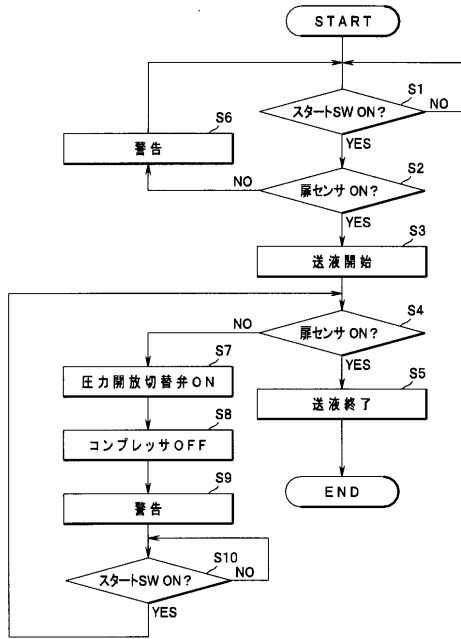 START
S1
スタートSW ON?
NO
YES
S6
警告
S2
扉センサ ON?
NO
YES
S3
送液開始
S4
扉センサ ON?
NO
YES
S7
圧力開放切替弁ON
S5
送液終了
S8
コンプレッサOFF
END
S9
警告
S10
スタートSW ON?
NO
YES